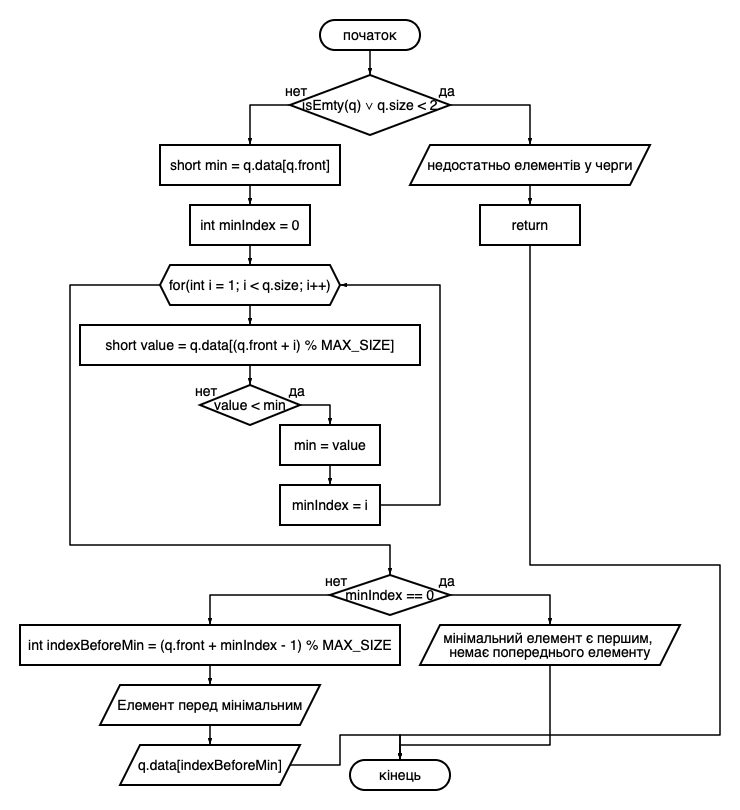 початок
нет
да
isEmty(q) ∨ q.size < 2
short min = q.data[q.front]
недостатньо елементів у черги
int minIndex = 0
return
for(int i = 1; i < q.size; i++)
short value = q.data[(q.front + i) % MAX_SIZE]
нет
да
value < min
min = value
minIndex = i
нет
да
minIndex == 0
int indexBeforeMin = (q.front + minIndex - 1) % MAX_SIZE
мінімальний елемент є першим,
немає попереднього елементу
Елемент перед мінімальним
q.data[indexBeforeMin]
кінець